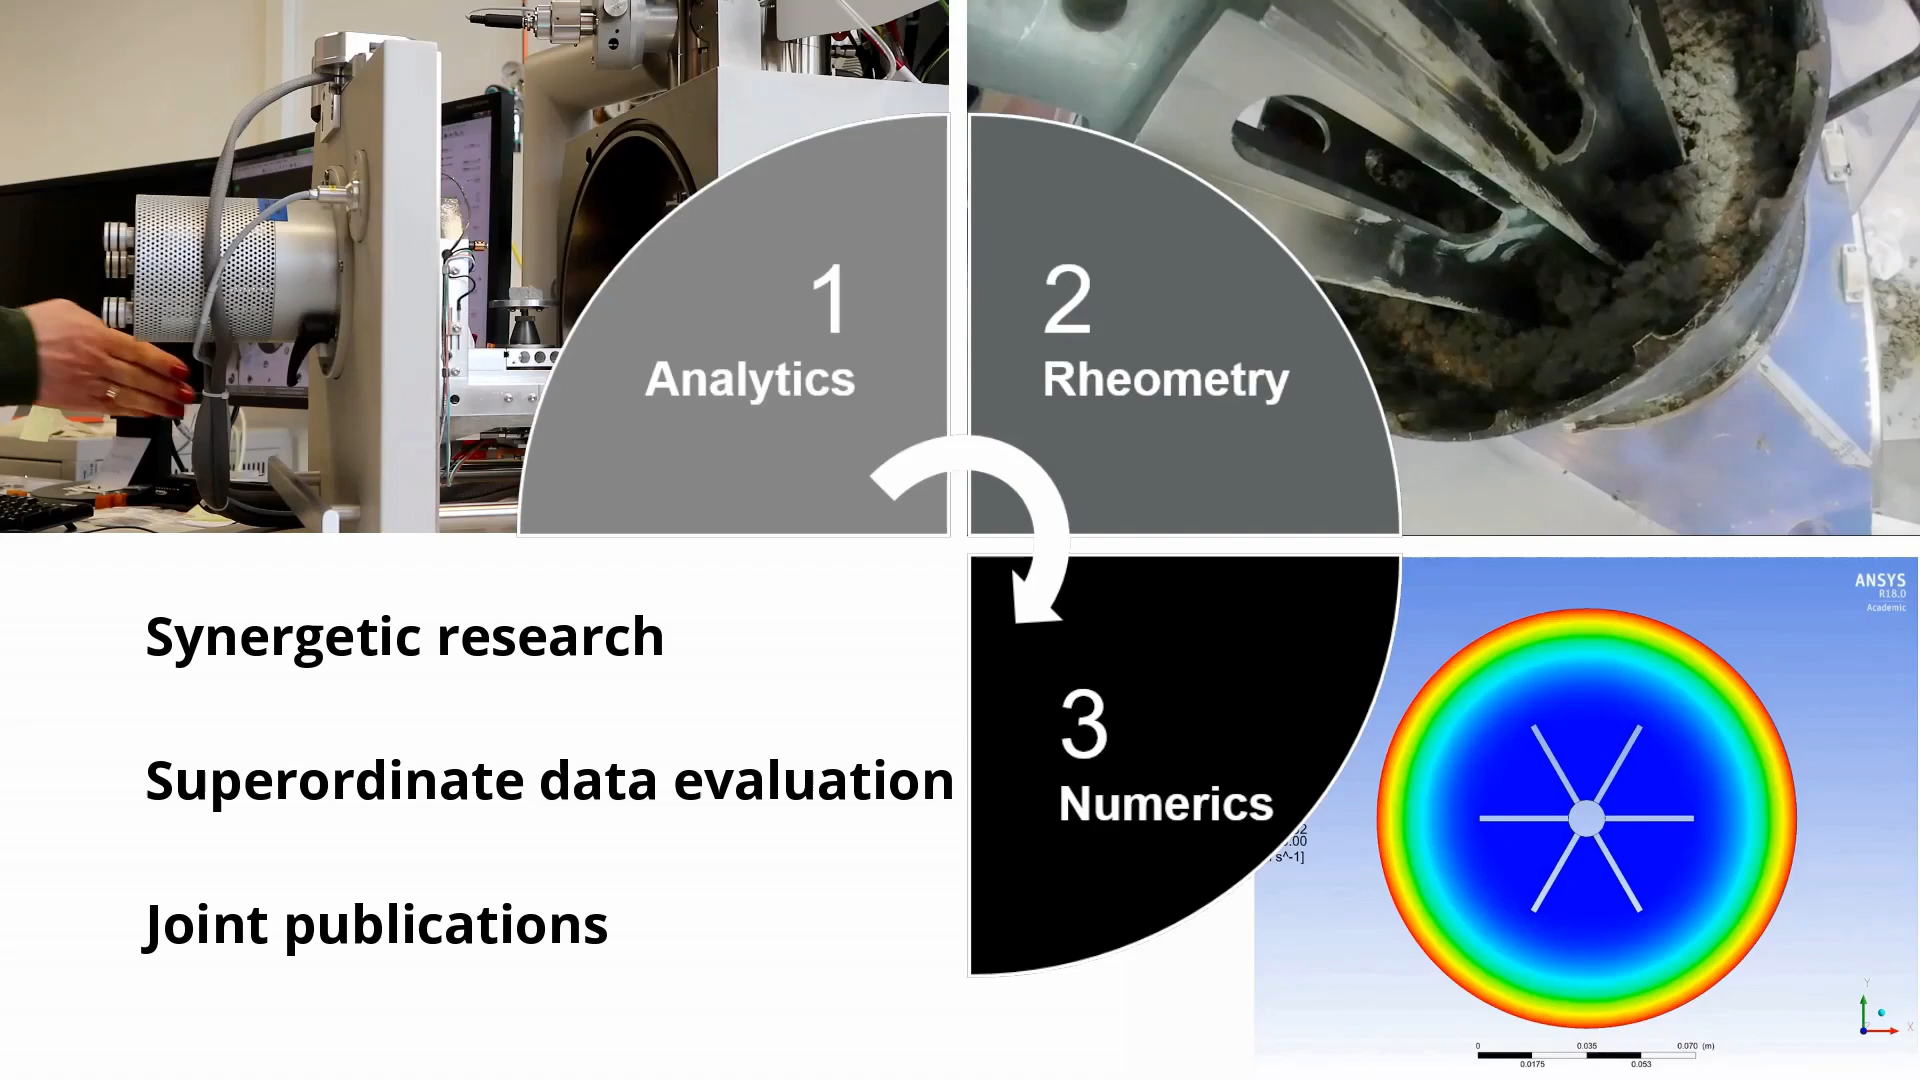 1
Analytics
2
Rheometry
3
Numerics
Synergetic research
Superordinate data evaluation
Joint publications
ANSYS
R18.0
Academic
s^-1]
Y
X
0 0.035 0.070 (m)
0.0175 0.053